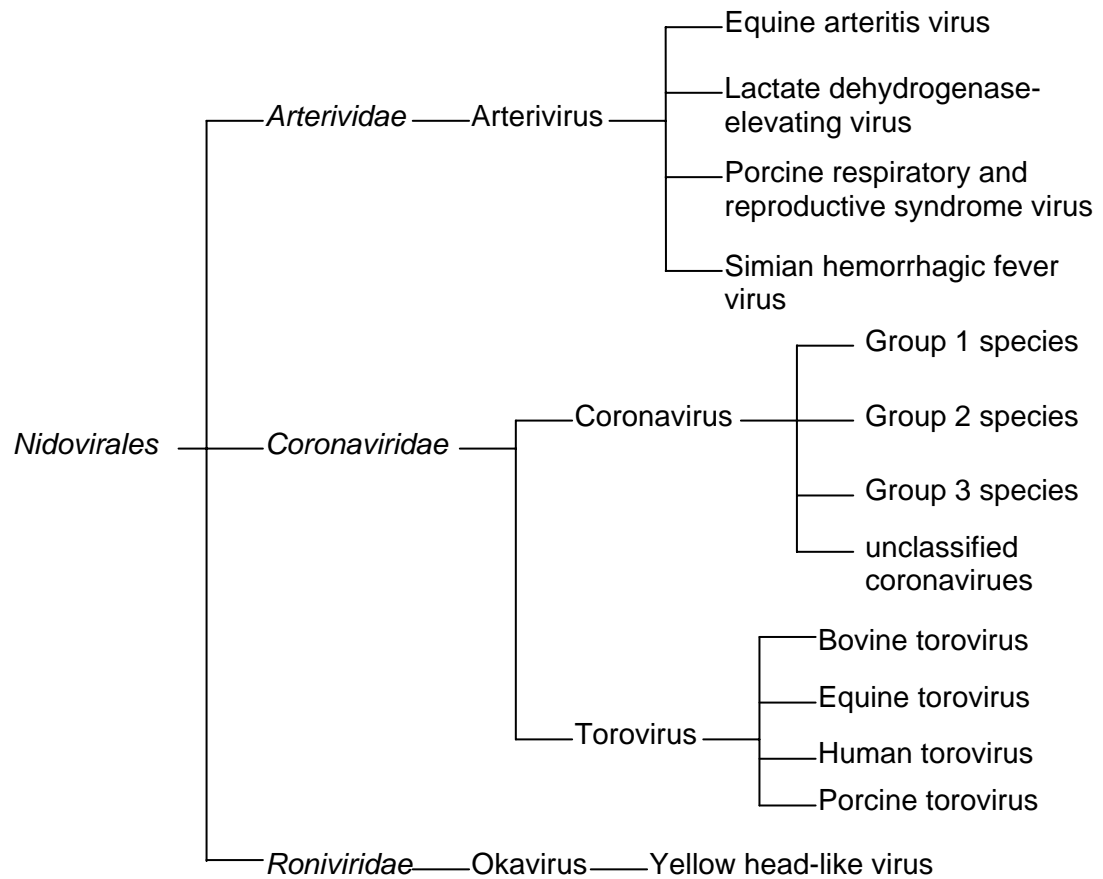 Equine arteritis virus
Lactate dehydrogenase-
elevating virus
Arterividae
Arterivirus
Porcine respiratory and
reproductive syndrome virus
Simian hemorrhagic fever
virus
Group 1 species
Coronavirus
Group 2 species
Nidovirales
Coronaviridae
Group 3 species
unclassified
coronavirues
Bovine torovirus
Equine torovirus
Torovirus
Human torovirus
Porcine torovirus
Roniviridae
Okavirus
Yellow head-like virus